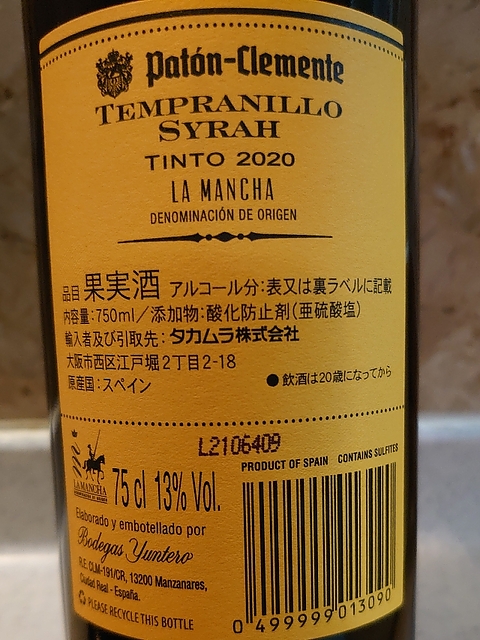 Patón-Clemente
TEMPRANILLO
SYRAH
TINTO 2020
LA MANCHA
DENOMINACIÓN DE ORIGEN
品目 果実酒 アルコール分:表又は裏ラベルに記載
内容量:750ml/添加物:酸化防止剤(亜硫酸塩)
輸入者及び引取先:タカムラ株式会社
大阪市西区江戸堀2丁目2-18
原産国:スペイン
●飲酒は20歳になってから
L2106409
PRODUCT OF SPAIN CONTAINS SULFITES
m
LA MANCHA
75 cl 13% Vol.
Elaborado y embotellado por
Bodegas Yuntero
R.E. CLM-191/CR, 13200 Manzanares,
Ciudad Real - España.
PLEASE RECYCLE THIS BOTTLE
0 499999 013090